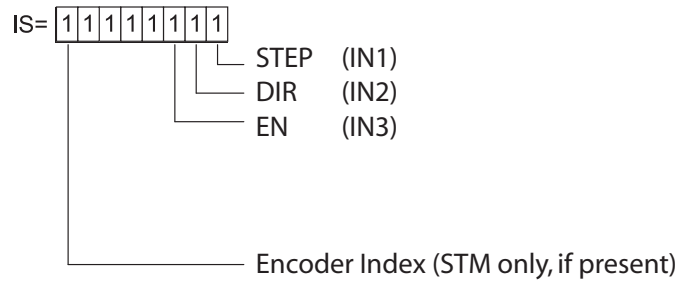 IS= 1 1 1 1 1 1 1 1
STEP (IN1)
DIR (IN2)
EN (IN3)
Encoder Index (STM only, if present)